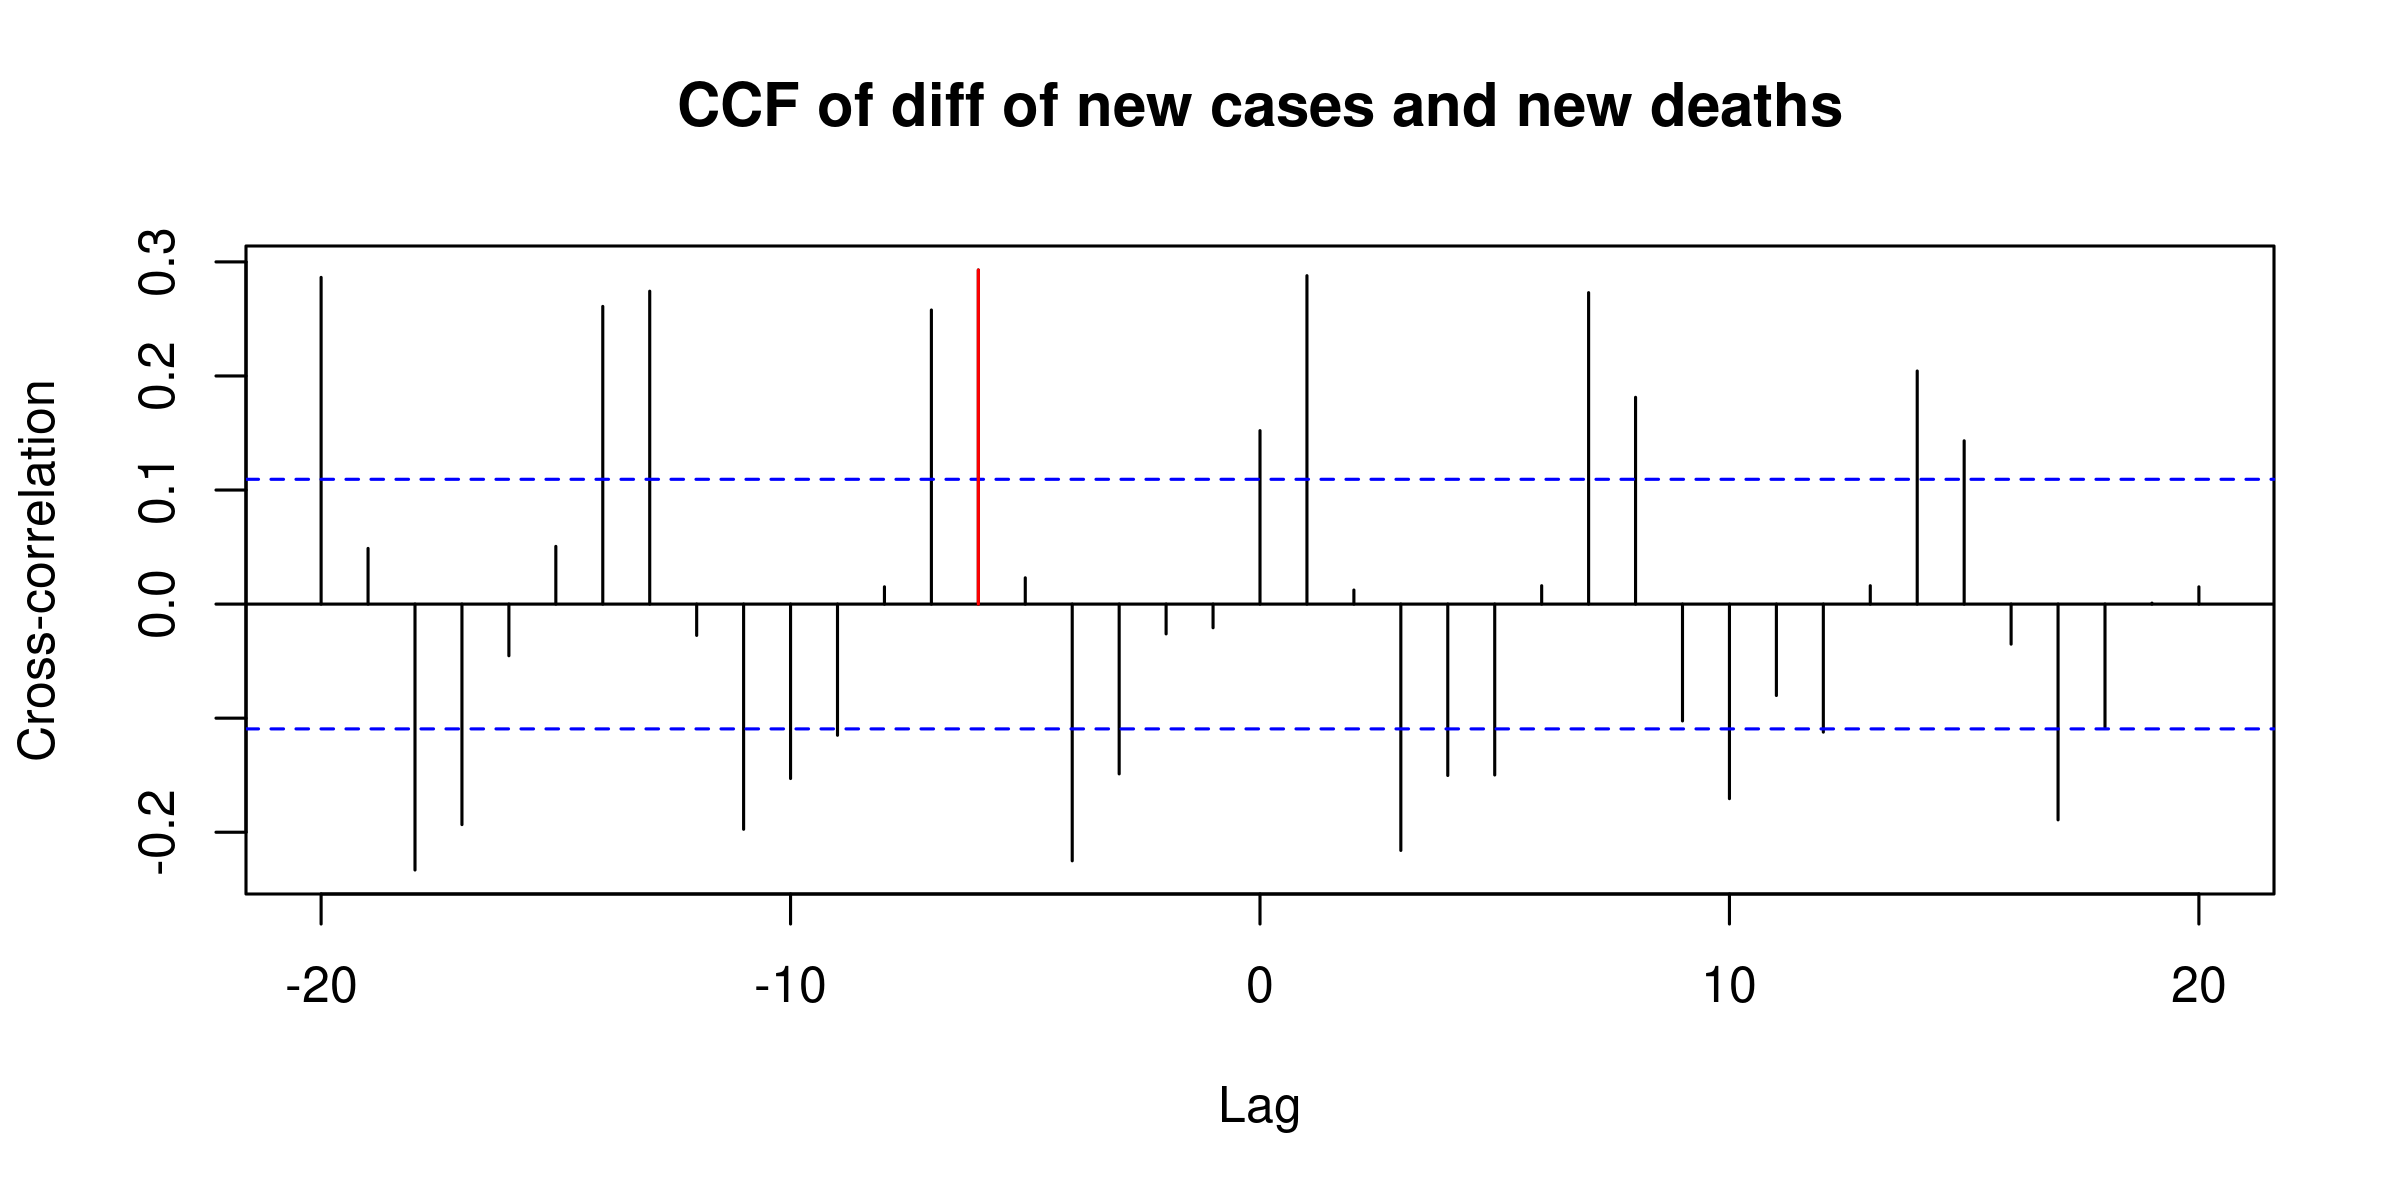 CCF of diff of new cases and new deaths
Cross-correlation
0.3
0.2
0.1
0.0
-0.2
-20 -10 0 10 20
Lag